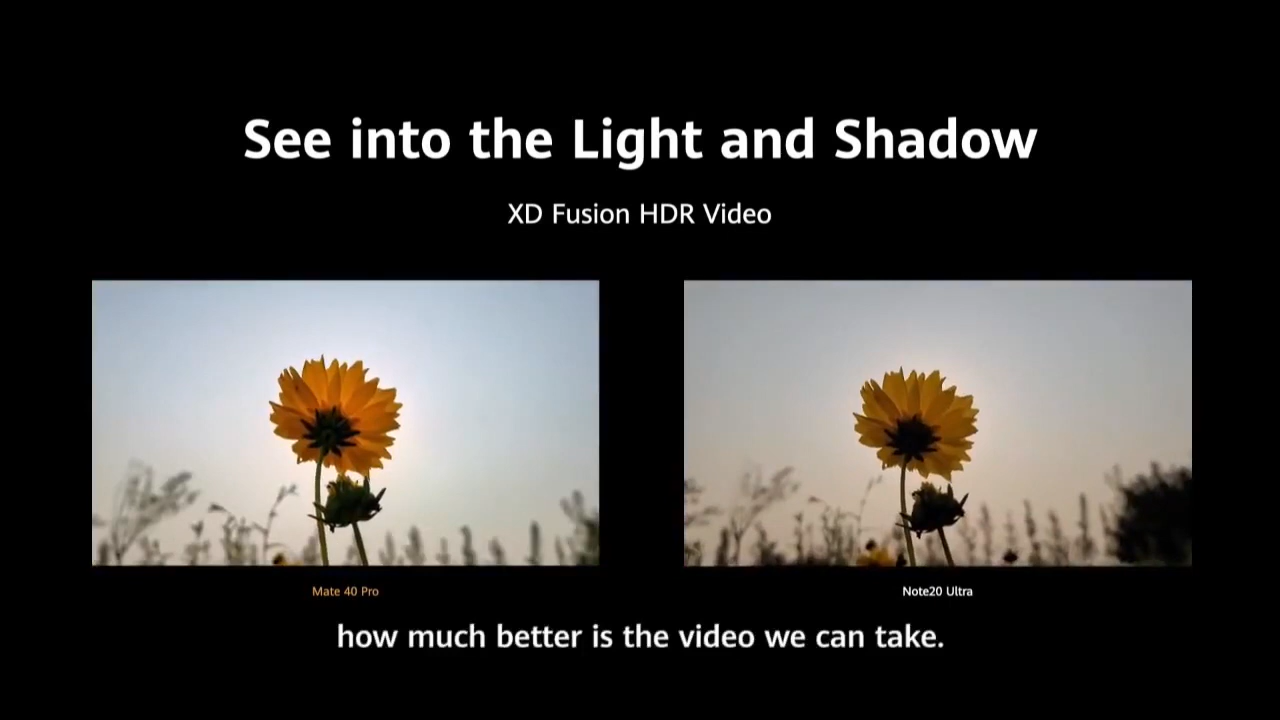 See into the Light and Shadow
XD Fusion HDR Video
Mate 40 Pro
Note20 Ultra
how much better is the video we can take.